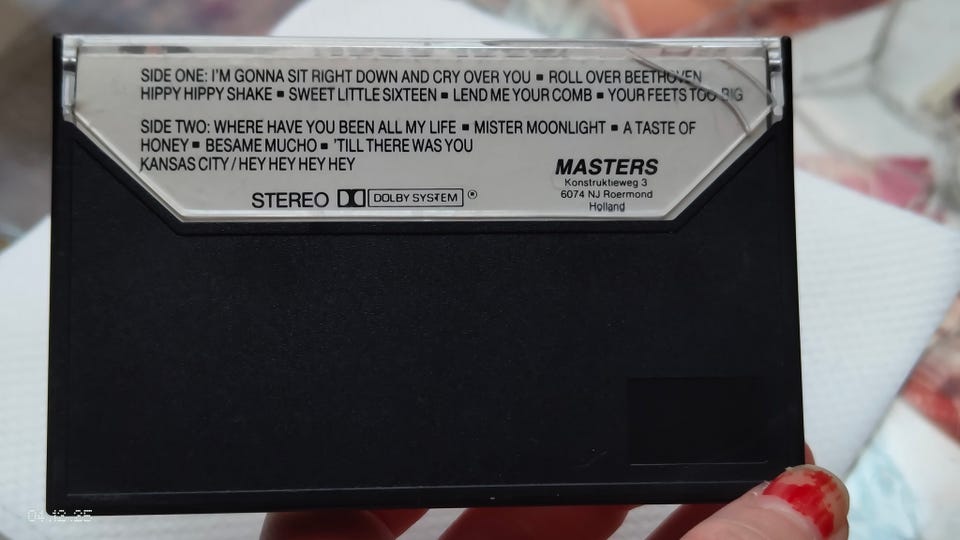 SIDE ONE: I'M GONNA SIT RIGHT DOWN AND CRY OVER YOU ▪ ROLL OVER BEETHOVEN
HIPPY HIPPY SHAKE ▪ SWEET LITTLE SIXTEEN ▪ LEND ME YOUR COMB ▪ YOUR FEETS TOO BIG
SIDE TWO: WHERE HAVE YOU BEEN ALL MY LIFE ▪ MISTER MOONLIGHT ▪ A TASTE OF
HONEY ▪ BESAME MUCHO ▪ 'TILL THERE WAS YOU
KANSAS CITY / HEY HEY HEY HEY
STEREO DOLBY SYSTEM ®
MASTERS
Konstruktieweg 3
6074 NJ Roermond
Holland
04.12.25